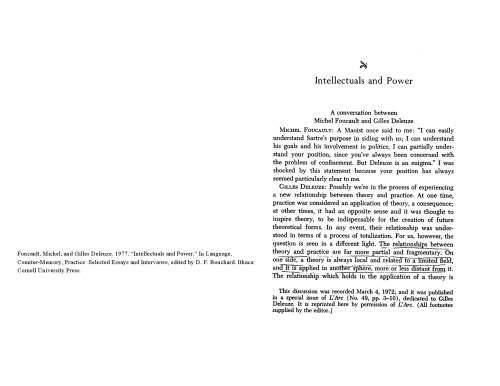 Foucault, Michel, and Gilles Deleuze. 1977. "Intellectuals and Power." In Language,
Counter-Memory, Practice: Selected Essays and Interviews, edited by D. F. Bouchard. Ithaca:
Cornell University Press.
Intellectuals and Power
A conversation between
Michel Foucault and Gilles Deleuze
MICHEL FOUCAULT: A Maoist once said to me: "I can easily
understand Sartre's purpose in siding with us; I can understand
his goals and his involvement in politics; I can partially under-
stand your position, since you've always been concerned with
the problem of confinement. But Deleuze is an enigma." I was
shocked by this statement because your position has always
seemed particularly clear to me.
GILLES DELEUZE: Possibly we're in the process of experiencing
a new relationship between theory and practice. At one time,
practice was considered an application of theory, a consequence;
at other times, it had an opposite sense and it was thought to
inspire theory, to be indispensable for the creation of future
theoretical forms. In any event, their relationship was under-
stood in terms of a process of totalization. For us, however, the
question is seen in a different light. The relationships between
theory and practice are far more partial and fragmentary. On
one side, a theory is always local and related to a limited field,
and it is applied in another sphere, more or less distant from it.
The relationship which holds in the application of a theory is
This discussion was recorded March 4, 1972; and it was published
in a special issue of L'Arc (No. 49, pp. 3-10), dedicated to Gilles
Deleuze. It is reprinted here by permission of L'Arc. (All footnotes
supplied by the editor.)